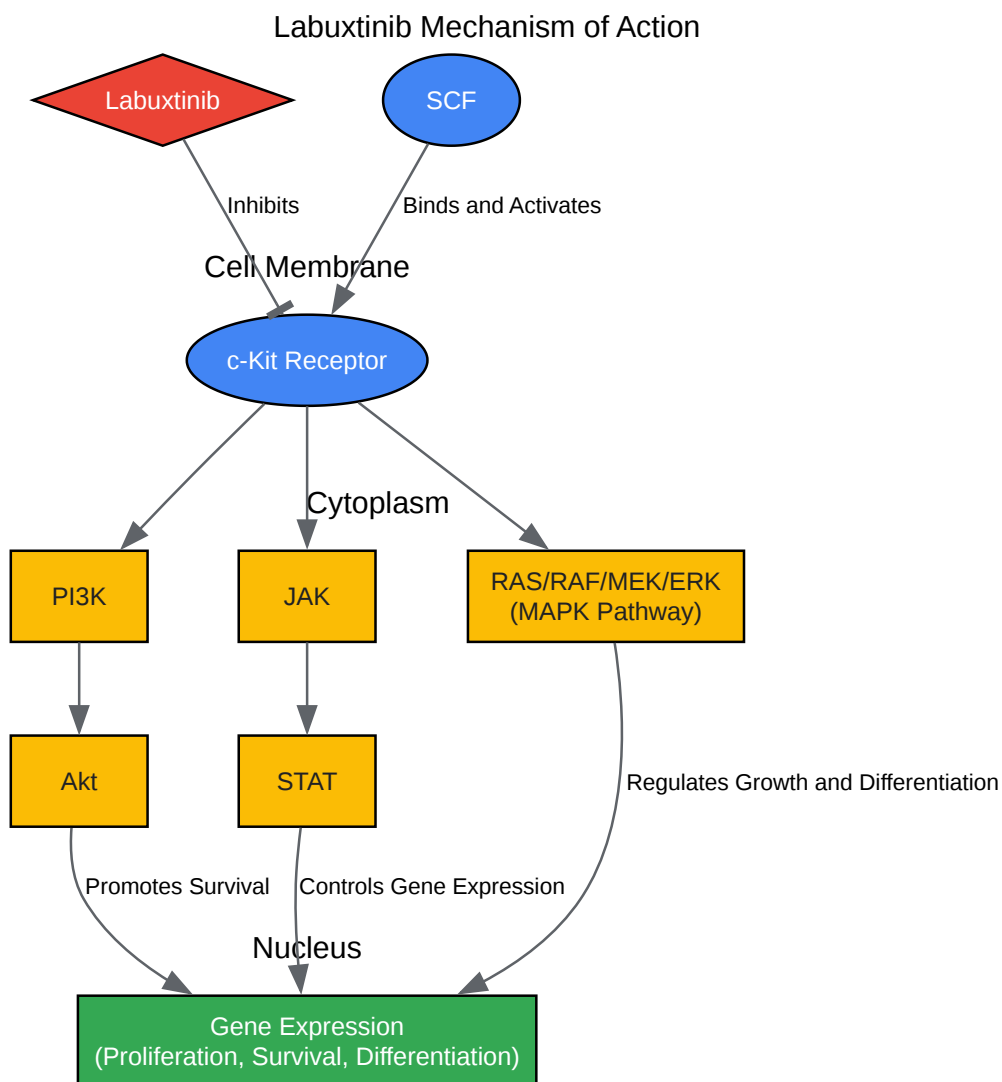 Labuxtinib Mechanism of Action
Labuxtinib
SCF
Inhibits
Binds and Activates
Cell Membrane
c-Kit Receptor
Cytoplasm
PI3K
JAK
RAS/RAF/MEK/ERK
(MAPK Pathway)
Akt
STAT
Regulates Growth and Differentiation
Promotes Survival
Controls Gene Expression
Nucleus
Gene Expression
(Proliferation, Survival, Differentiation)